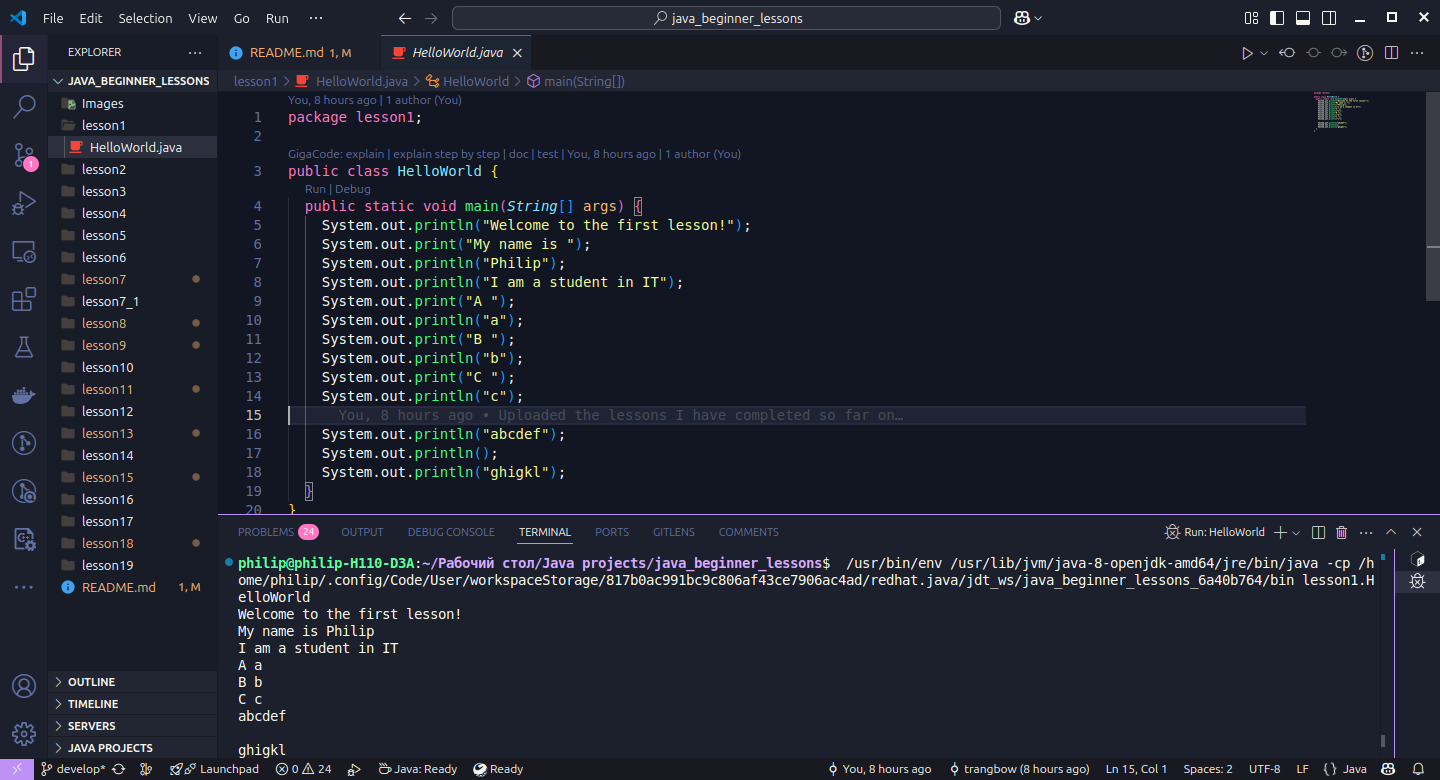 File Edit Selection View Go Run ··· java_beginner_lessons
EXPLORER ···
JAVA_BEGINNER_LESSONS
Images
lesson1
HelloWorld.java
lesson2
lesson3
lesson4
lesson5
lesson6
lesson7
lesson7_1
lesson8
lesson9
lesson10
lesson11
lesson12
lesson13
lesson14
lesson15
lesson16
lesson17
lesson18
lesson19
README.md 1, M
OUTLINE
TIMELINE
SERVERS
JAVA PROJECTS
1
README.md 1, M HelloWorld.java
lesson1 > HelloWorld.java > HelloWorld > main(String[])
You, 8 hours ago | 1 author (You)
1 package lesson1;
2
GigaCode: explain | explain step by step | doc | test | You, 8 hours ago | 1 author (You)
3 public class HelloWorld {
Run | Debug
4 public static void main(String[] args) {
5 System.out.println("Welcome to the first lesson!");
6 System.out.print("My name is ");
7 System.out.println("Philip");
8 System.out.println("I am a student in IT");
9 System.out.print("A ");
10 System.out.println("a");
11 System.out.print("B ");
12 System.out.println("b");
13 System.out.print("C ");
14 System.out.println("c");
15 You, 8 hours ago • Uploaded the lessons I have completed so far on…
16 System.out.println("abcdef");
17 System.out.println();
18 System.out.println("ghigkl");
19 }
20 }
PROBLEMS 24 OUTPUT DEBUG CONSOLE TERMINAL PORTS GITLENS COMMENTS Run: HelloWorld
philip@philip-H110-D3A:~/Рабочий стол/Java projects/java_beginner_lessons$ /usr/bin/env /usr/lib/jvm/java-8-openjdk-amd64/jre/bin/java -cp /h
ome/philip/.config/Code/User/workspaceStorage/817b0ac991bc9c806af43ce7906ac4ad/redhat.java/jdt_ws/java_beginner_lessons_6a40b764/bin lesson1.H
elloWorld
Welcome to the first lesson!
My name is Philip
I am a student in IT
A a
B b
C c
abcdef
ghigkl
develop* Launchpad 0 24 Java: Ready Ready You, 8 hours ago trangbow (8 hours ago) Ln 15, Col 1 Spaces: 2 UTF-8 LF { } Java